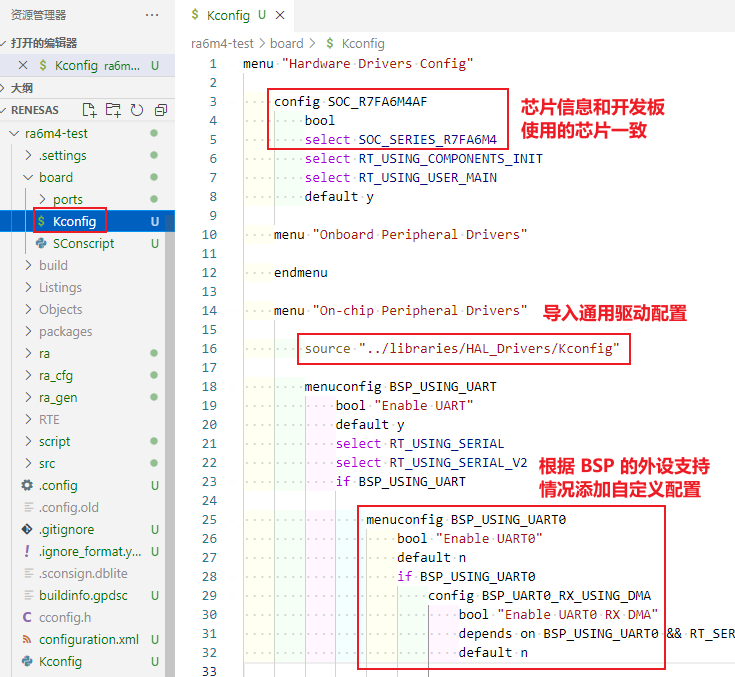 资源管理器
打开的编辑器
$ Kconfig ra6m... U
大纲
RENESAS
ra6m4-test
.settings
board
ports
$ Kconfig U
SConscript U
build
Listings
Objects
packages
ra
ra_cfg
ra_gen
RTE
script
src
.config U
.config.old
.gitignore U
! .ignore_format.y... U
.sconsign.dblite
buildinfo.gpdsc U
C cconfig.h
configuration.xml U
Kconfig U
$ Kconfig U
ra6m4-test > board > $ Kconfig
1 menu "Hardware Drivers Config"
2
3 config SOC_R7FA6M4AF
4 bool
5 select SOC_SERIES_R7FA6M4
6 select RT_USING_COMPONENTS_INIT
7 select RT_USING_USER_MAIN
8 default y
9
10 menu "Onboard Peripheral Drivers"
11
12 endmenu
13
14 menu "On-chip Peripheral Drivers"
15
16 source "../libraries/HAL_Drivers/Kconfig"
17
18 menuconfig BSP_USING_UART
19 bool "Enable UART"
20 default y
21 select RT_USING_SERIAL
22 select RT_USING_SERIAL_V2
23 if BSP_USING_UART
24
25 menuconfig BSP_USING_UART0
26 bool "Enable UART0"
27 default n
28 if BSP_USING_UART0
29 config BSP_UART0_RX_USING_DMA
30 bool "Enable UART0 RX DMA"
31 depends on BSP_USING_UART0 && RT_SER
32 default n
33
芯片信息和开发板
使用的芯片一致
导入通用驱动配置
根据 BSP 的外设支持
情况添加自定义配置